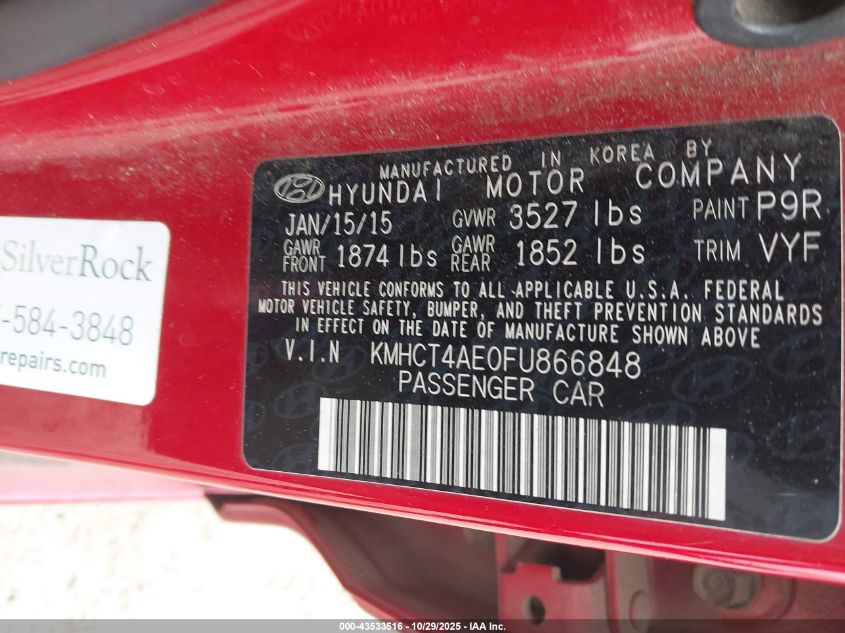 MANUFACTURED IN KOREA BY
HYUNDAI MOTOR COMPANY
JAN/15/15 GVWR 3527 lbs PAINT P9R
GAWR FRONT 1874 lbs GAWR REAR 1852 lbs TRIM VYF
THIS VEHICLE CONFORMS TO ALL APPLICABLE U.S.A. FEDERAL
MOTOR VEHICLE SAFETY, BUMPER, AND THEFT PREVENTION STANDARDS
IN EFFECT ON THE DATE OF MANUFACTURE SHOWN ABOVE
V.I.N KMHCT4AE0FU866848
PASSENGER CAR
SilverRock
-584-3848
repairs.com
000-43533516 - 10/29/2025 - IAA Inc.